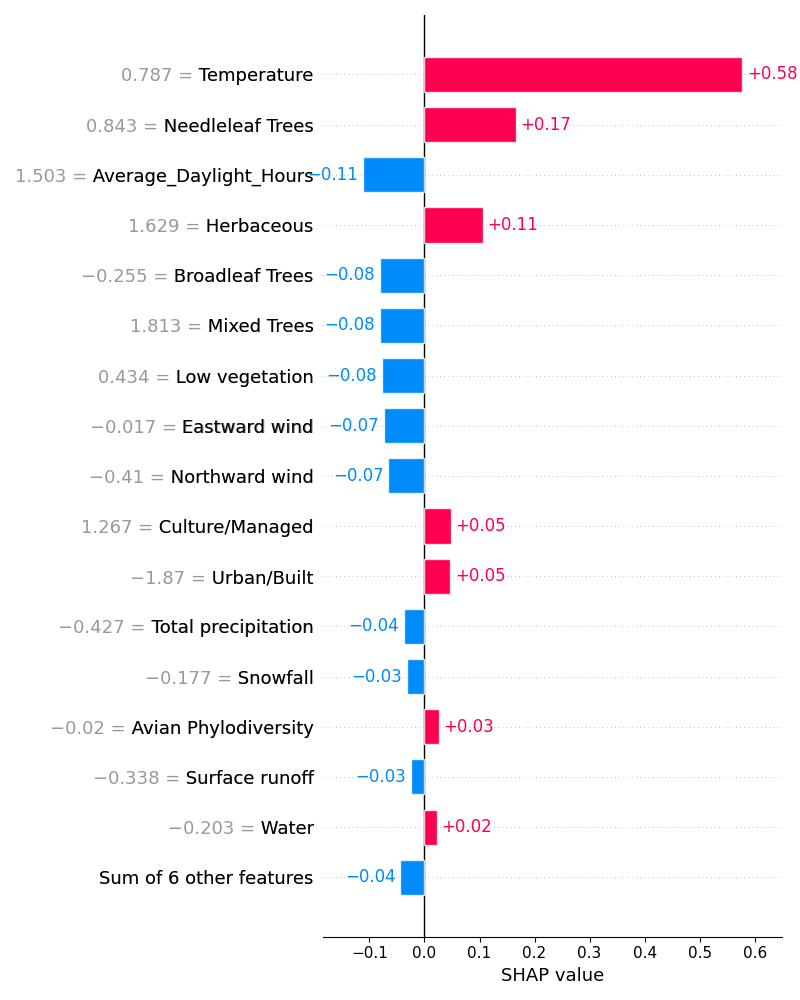 0.787 = Temperature +0.58
0.843 = Needleleaf Trees +0.17
1.503 = Average_Daylight_Hours −0.11
1.629 = Herbaceous +0.11
−0.255 = Broadleaf Trees −0.08
1.813 = Mixed Trees −0.08
0.434 = Low vegetation −0.08
−0.017 = Eastward wind −0.07
−0.41 = Northward wind −0.07
1.267 = Culture/Managed +0.05
−1.87 = Urban/Built +0.05
−0.427 = Total precipitation −0.04
−0.177 = Snowfall −0.03
−0.02 = Avian Phylodiversity +0.03
−0.338 = Surface runoff −0.03
−0.203 = Water +0.02
Sum of 6 other features −0.04
−0.1 0.0 0.1 0.2 0.3 0.4 0.5 0.6
SHAP value